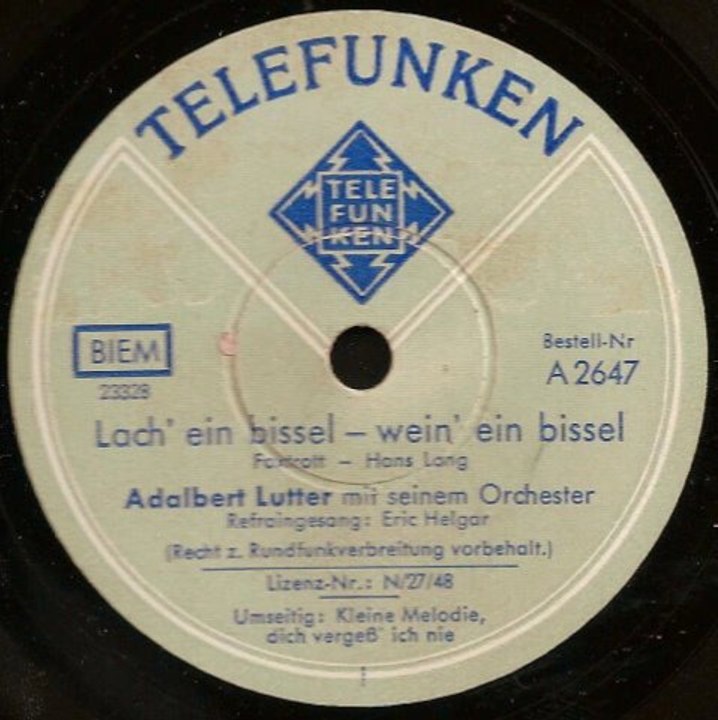 TELEFUNKEN
TELE
FUN
KEN
BIEM
23328
Bestell-Nr
A 2647
Lach' ein bissel – wein' ein bissel
Foxtrott – Hans Lang
Adalbert Lutter mit seinem Orchester
Refraingesang: Eric Helgar
(Recht z. Rundfunkverbreitung vorbehalt.)
Lizenz-Nr.: N/27/48
Umseitig: Kleine Melodie,
dich vergeß' ich nie